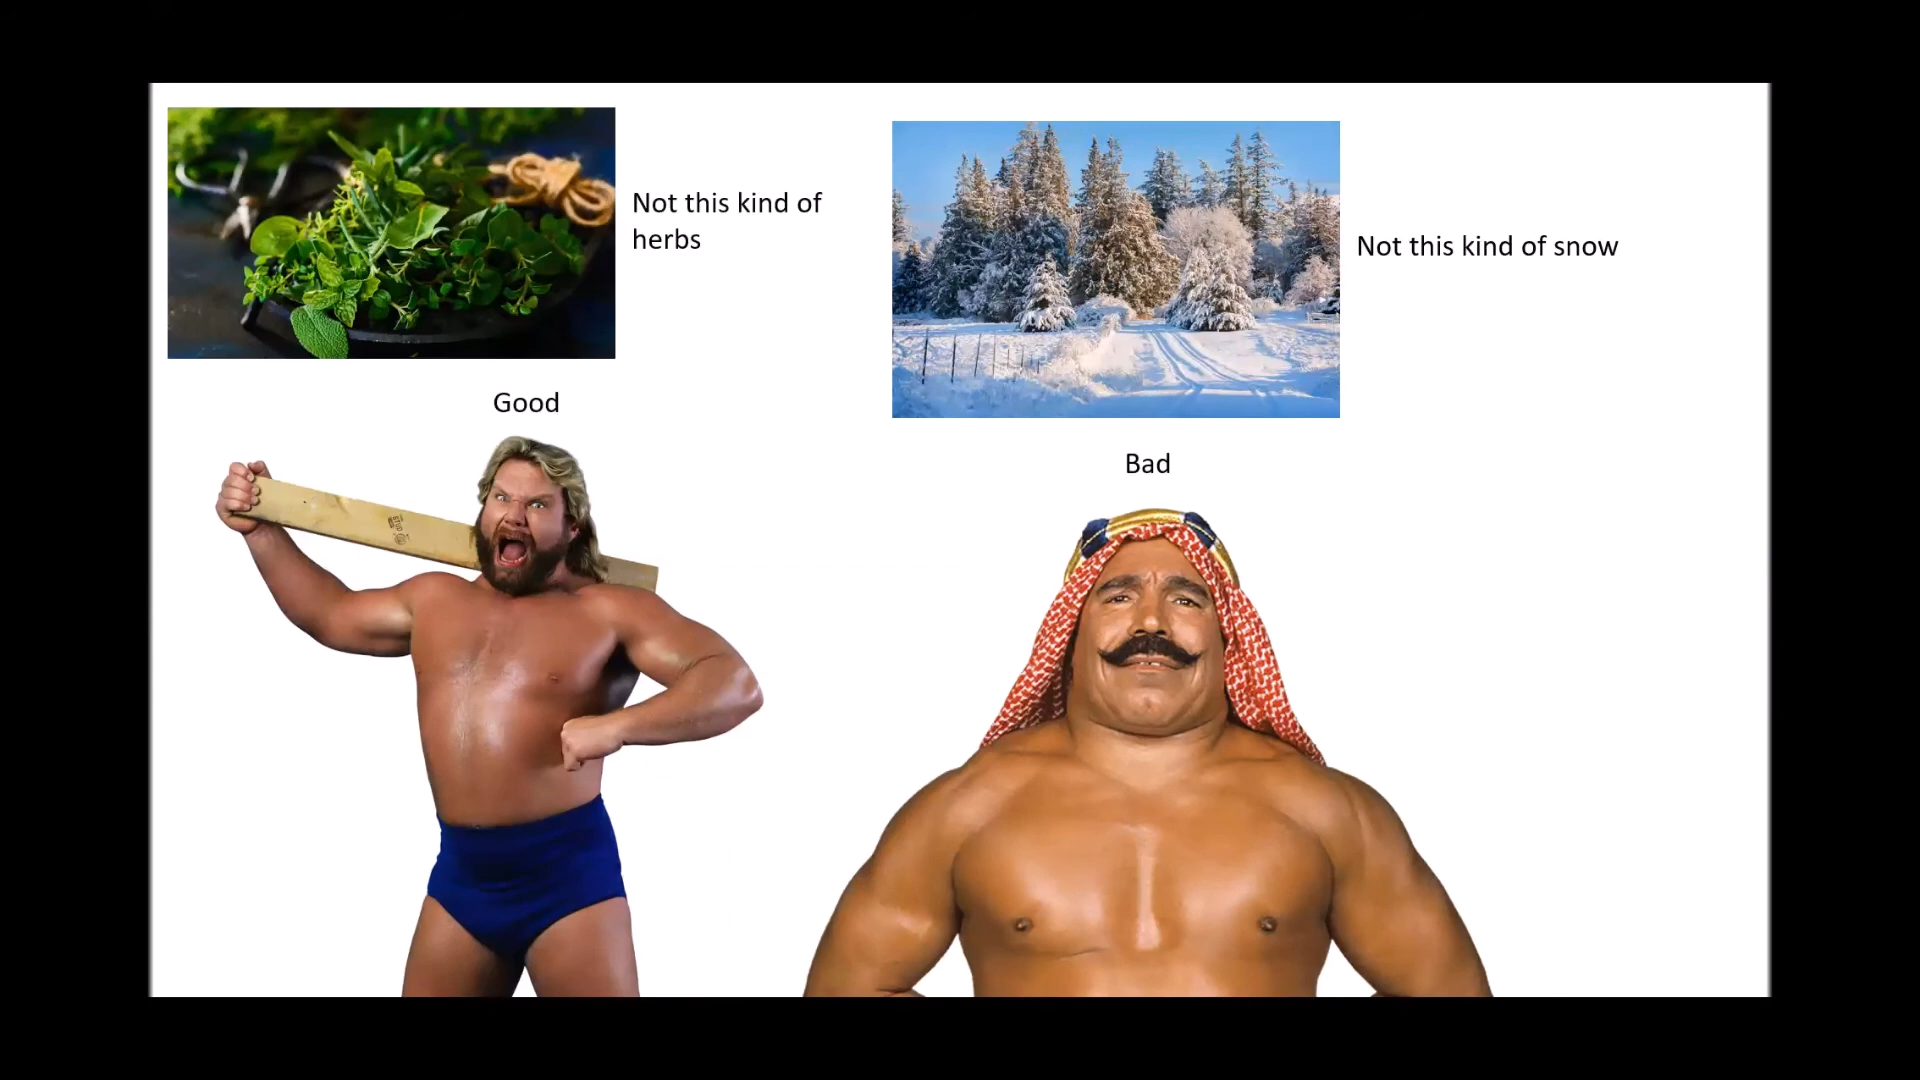 Not this kind of
herbs
Not this kind of snow
Good
Bad